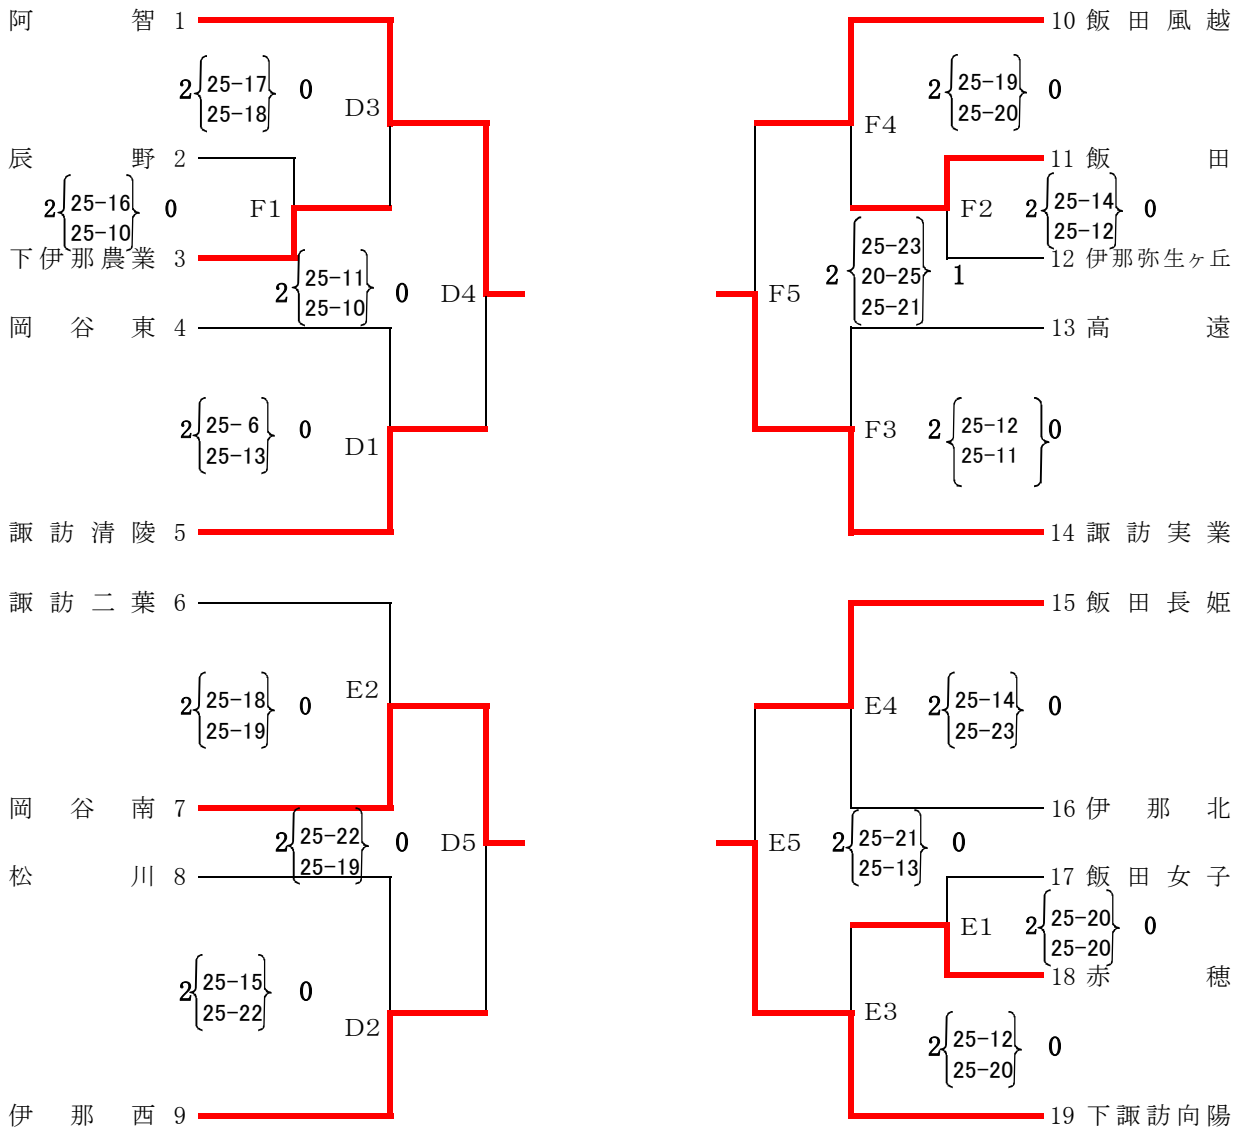 阿智 1
2 25-17 0
25-18
D3
辰野 2
2 25-16 0
25-10
F1
下伊那農業 3
2 25-11 0
25-10
D4
岡谷東 4
2 25- 6 0
25-13
D1
諏訪清陵 5
諏訪二葉 6
2 25-18 0
25-19
E2
岡谷南 7
2 25-22 0
25-19
D5
松川 8
2 25-15 0
25-22
D2
伊那西 9
10 飯田風越
2 25-19 0
25-20
F4
11 飯田
F2
2 25-14 0
25-12
12 伊那弥生ヶ丘
25-23
2 20-25 1
25-21
F5
13 高遠
F3
2 25-12 0
25-11
14 諏訪実業
15 飯田長姫
E4
2 25-14 0
25-23
16 伊那北
E5
2 25-21 0
25-13
17 飯田女子
E1
2 25-20 0
25-20
18 赤穂
E3
2 25-12 0
25-20
19 下諏訪向陽